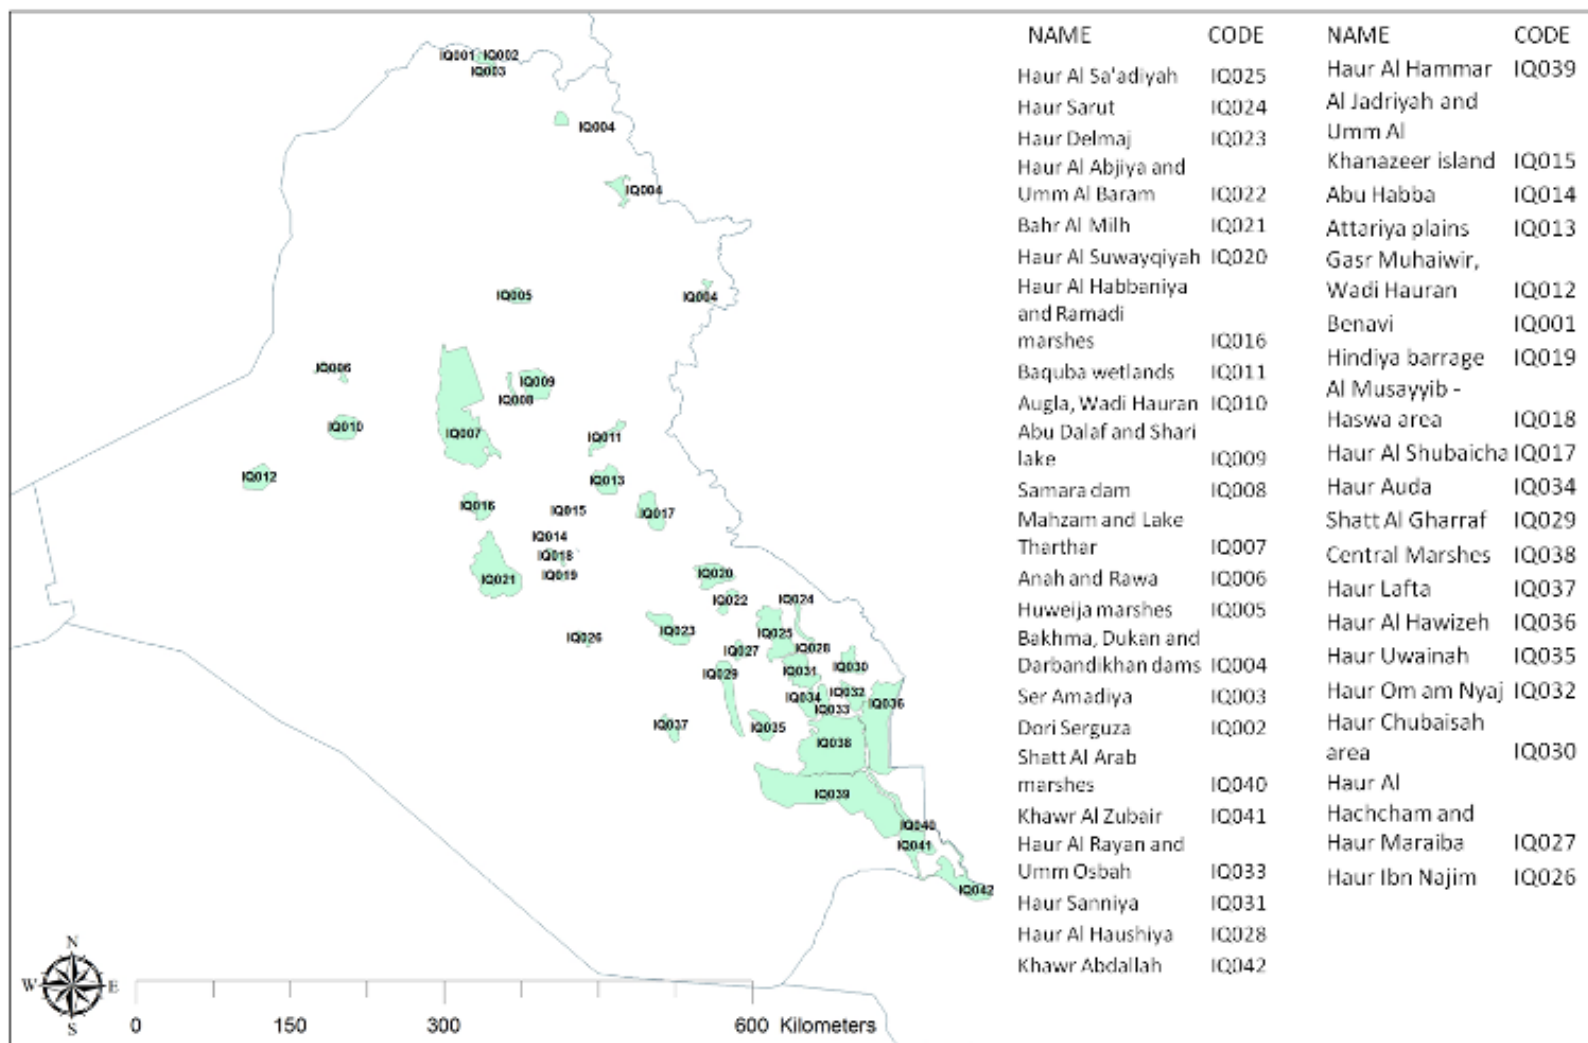 IQ001
IQ002
IQ003
IQ004
IQ004
IQ005
IQ004
IQ006
IQ009
IQ008
IQ010
IQ007
IQ011
IQ012
IQ013
IQ016
IQ015
IQ017
IQ014
IQ018
IQ019
IQ021
IQ020
IQ022
IQ024
IQ023
IQ025
IQ026
IQ027
IQ028
IQ029
IQ031
IQ030
IQ034
IQ032
IQ033
IQ036
IQ037
IQ035
IQ038
IQ039
IQ040
IQ041
IQ042
N
W E
S
0 150 300 600 Kilometers
NAME CODE
Haur Al Sa'adiyah IQ025
Haur Sarut IQ024
Haur Delmaj IQ023
Haur Al Abjiya and
Umm Al Baram IQ022
Bahr Al Milh IQ021
Haur Al Suwayqiyah IQ020
Haur Al Habbaniya
and Ramadi
marshes IQ016
Baquba wetlands IQ011
Augla, Wadi Hauran IQ010
Abu Dalaf and Shari
lake IQ009
Samara dam IQ008
Mahzam and Lake
Tharthar IQ007
Anah and Rawa IQ006
Huweija marshes IQ005
Bakhma, Dukan and
Darbandikhan dams IQ004
Ser Amadiya IQ003
Dori Serguza IQ002
Shatt Al Arab
marshes IQ040
Khawr Al Zubair IQ041
Haur Al Rayan and
Umm Osbah IQ033
Haur Sanniya IQ031
Haur Al Haushiya IQ028
Khawr Abdallah IQ042
NAME CODE
Haur Al Hammar IQ039
Al Jadriyah and
Umm Al
Khanazeer island IQ015
Abu Habba IQ014
Attariya plains IQ013
Gasr Muhaiwir,
Wadi Hauran IQ012
Benavi IQ001
Hindiya barrage IQ019
Al Musayyib -
Haswa area IQ018
Haur Al Shubaicha IQ017
Haur Auda IQ034
Shatt Al Gharraf IQ029
Central Marshes IQ038
Haur Lafta IQ037
Haur Al Hawizeh IQ036
Haur Uwainah IQ035
Haur Om am Nyaj IQ032
Haur Chubaisah
area IQ030
Haur Al
Hachcham and
Haur Maraiba IQ027
Haur Ibn Najim IQ026